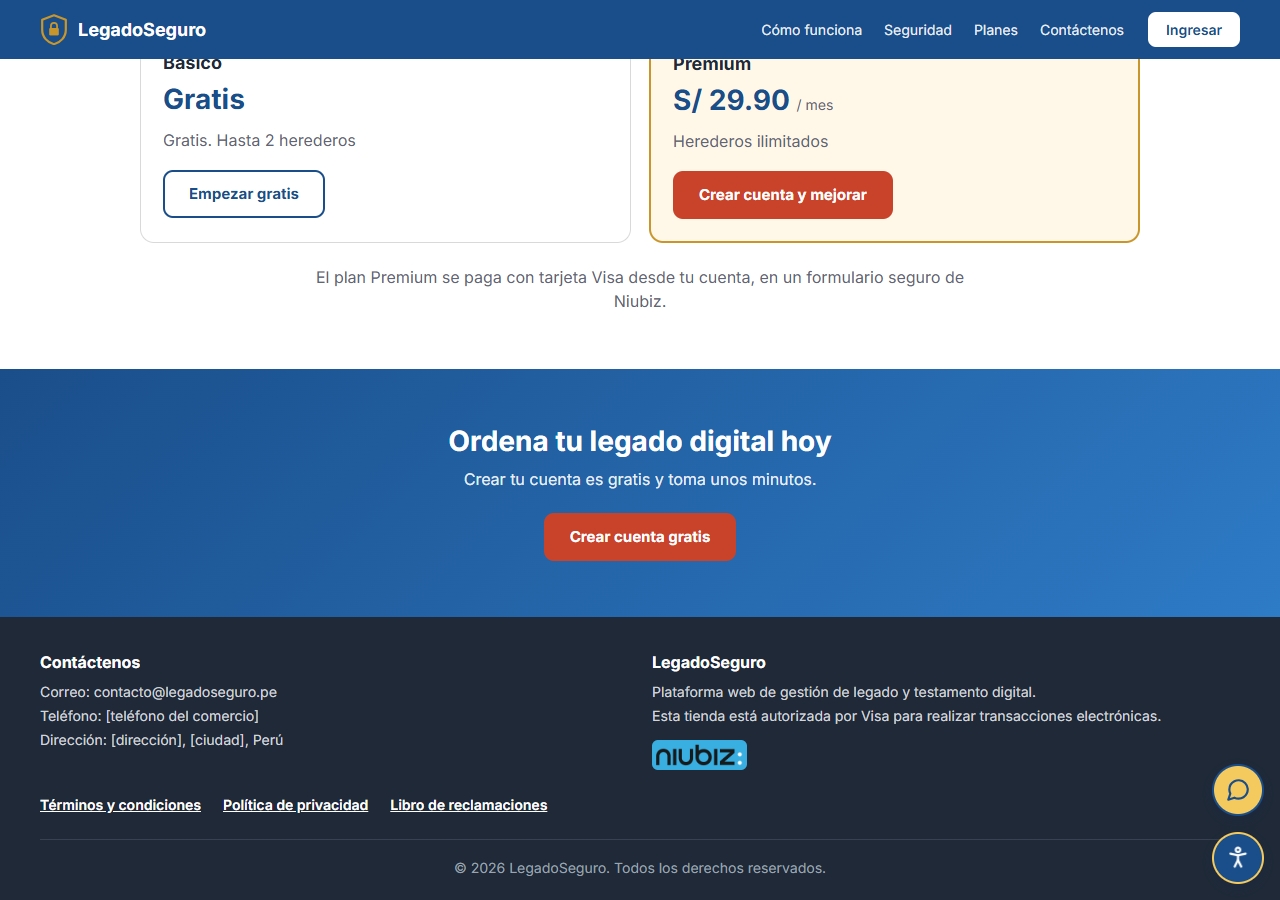 LegadoSeguro
Cómo funciona
Seguridad
Planes
Contáctenos
Ingresar
Básico
Gratis
Gratis. Hasta 2 herederos
Empezar gratis
Premium
S/ 29.90 / mes
Herederos ilimitados
Crear cuenta y mejorar
El plan Premium se paga con tarjeta Visa desde tu cuenta, en un formulario seguro de
Niubiz.
Ordena tu legado digital hoy
Crear tu cuenta es gratis y toma unos minutos.
Crear cuenta gratis
Contáctenos
Correo: contacto@legadoseguro.pe
Teléfono: [teléfono del comercio]
Dirección: [dirección], [ciudad], Perú
LegadoSeguro
Plataforma web de gestión de legado y testamento digital.
Esta tienda está autorizada por Visa para realizar transacciones electrónicas.
niubiz:
Términos y condiciones
Política de privacidad
Libro de reclamaciones
© 2026 LegadoSeguro. Todos los derechos reservados.